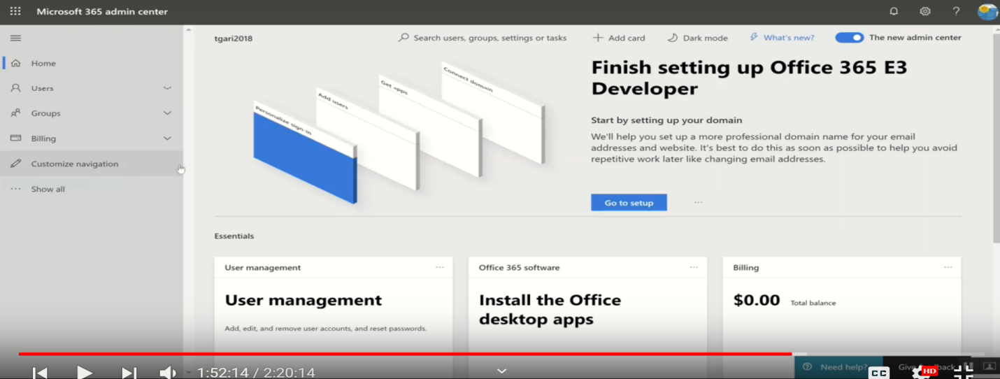 Microsoft 365 admin center
?
tgari2018
Search users, groups, settings or tasks
Add card
Dark mode
What's new?
The new admin center
Home
Users
Groups
Billing
Customize navigation
Show all
Personalize sign-in
Add users
Get apps
Connect domain
Finish setting up Office 365 E3
Developer
Start by setting up your domain
We'll help you set up a more professional domain name for your email
addresses and website. It's best to do this as soon as possible to help you avoid
repetitive work later like changing email addresses.
Go to setup
Essentials
User management
User management
Add, edit, and remove user accounts, and reset passwords.
Office 365 software
Install the Office
desktop apps
Billing
$0.00 Total balance
1:52:14 / 2:20:14
Need help?
CC
HD